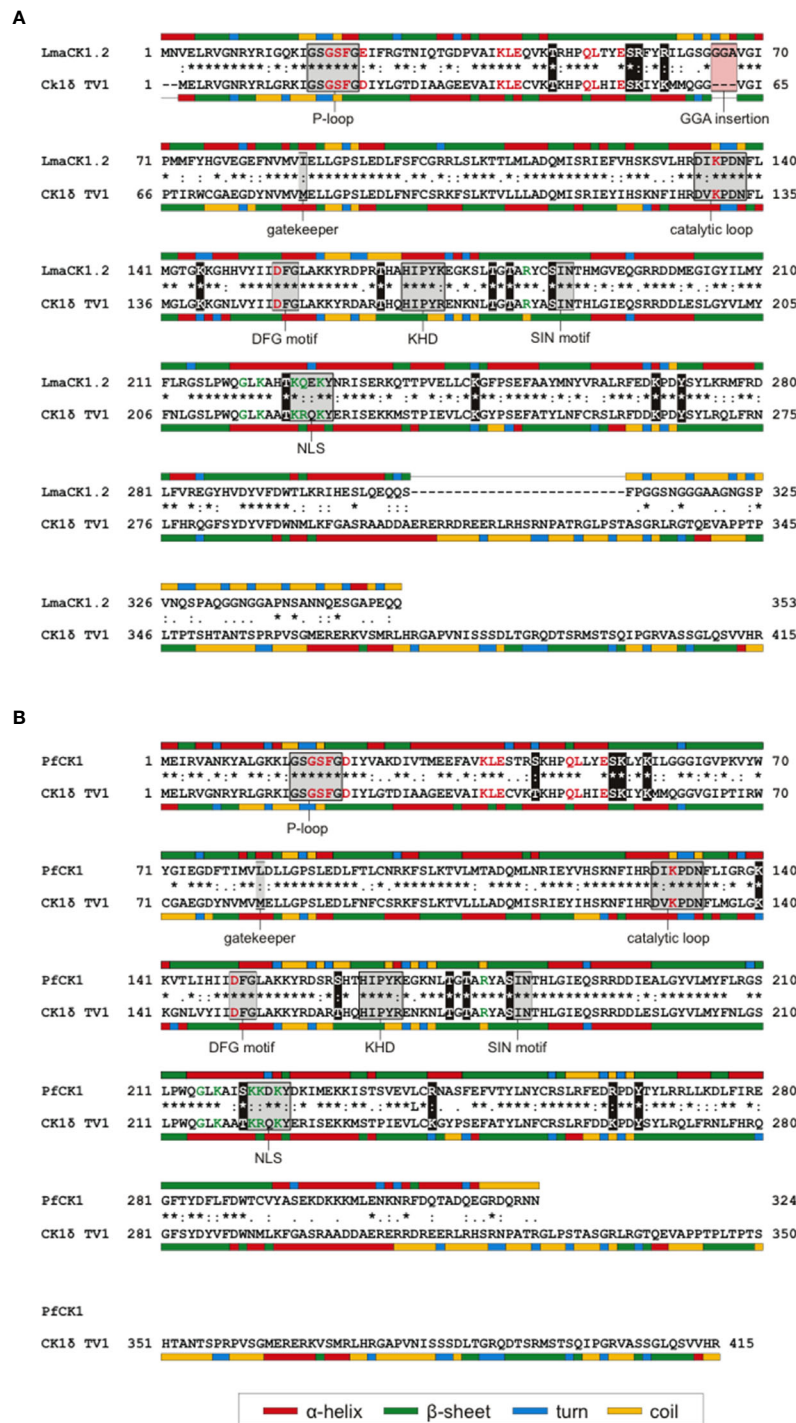 A
LmaCK1.2 1 MNVELRVGNRYRIGQKIGSGSFGEIFRGTNIQTGDPVAIKLEQVKTRHPQLTYESRFYRILGSGGGAVGI 70
Ck1δ TV1 1 --MELRVGNRYRLGRKIGSGSFGDIYLGTDIAAGEEVAIKLECVKTKHPQLHIESKIYKMMQGG---VGI 65
P-loop GGA insertion
LmaCK1.2 71 PMMFYHGVEGEFNVMVIELLGPSLEDLFSFCGRRLSLKTTLMLADQMISRIEFVHSKSVLHRDIKPDNFL 140
CK1δ TV1 66 PTIRWCGAEGDYNVMVMELLGPSLEDLFNFCSRKFSLKTVLLLADQMISRIEYIHSKNFIHRDVKPDNFL 135
gatekeeper catalytic loop
LmaCK1.2 141 MGTGKKGHHVYIIDFGLAKKYRDPRTHAHIPYKEGKSLTGTARYCSINTHMGVEQGRRDDMEGIGYILMY 210
CK1δ TV1 136 MGLGKKGNLVYIIDFGLAKKYRDARTHQHIPYRENKNLTGTARYASINTHLGIEQSRRDDLESLGYVLMY 205
DFG motif KHD SIN motif
LmaCK1.2 211 FLRGSLPWQGLKAHTKQEKYNRISERKQTTPVELLCKGFPSEFAAYMNYVRALRFEDKPDYSYLKRMFRD 280
CK1δ TV1 206 FNLGSLPWQGLKAATKRQKYERISEKKMSTPIEVLCKGYPSEFATYLNFCRSLRFDDKPDYSYLRQLFRN 275
NLS
LmaCK1.2 281 LFVREGYHVDYVFDWTLKRIHESLQEQQS-------------------------FPGGSNGGGAAGNGSP 325
CK1δ TV1 276 LFHRQGFSYDYVFDWNMLKFGASRAADDAERERRDREERLRHSRNPATRGLPSTASGRLRGTQEVAPPTP 345
LmaCK1.2 326 VNQSPAQGGNGGAPNSANNQESGAPEQQ 353
CK1δ TV1 346 LTPTSHTANTSPRPVSGMERERKVSMRLHRGAPVNISSSDLTGRQDTSRMSTSQIPGRVASSGLQSVVHR 415
B
PfCK1 1 MEIRVANKYALGKKLGSGSFGDIYVAKDIVTMEEFAVKLESTRSKHPQLLYESKLYKILGGGIGVPKVYW 70
CK1δ TV1 1 MELRVGNRYRLGRKIGSGSFGDIYLGTDIAAGEEVAIKLECVKTKHPQLHIESKIYKMMQGGVGIPTIRW 70
P-loop
PfCK1 71 YGIEGDFTIMVLDLLGPSLEDLFTLCNRKFSLKTVLMTADQMLNRIEYVHSKNFIHRDIKPDNFLIGRGK 140
CK1δ TV1 71 CGAEGDYNVMVMELLGPSLEDLFNFCSRKFSLKTVLLLADQMISRIEYIHSKNFIHRDVKPDNFLMGLGK 140
gatekeeper catalytic loop
PfCK1 141 KVTLIHIIDFGLAKKYRDSRSHTHIPYKEGKNLTGTARYASINTHLGIEQSRRDDIEALGYVLMYFLRGS 210
CK1δ TV1 141 KGNLVYIIDFGLAKKYRDARTHQHIPYRENKNLTGTARYASINTHLGIEQSRRDDLESLGYVLMYFNLGS 210
DFG motif KHD SIN motif
PfCK1 211 LPWQGLKAISKKDKYDKIMEKKISTSVEVLCRNASFEFVTYLNYCRSLRFEDRPDYTYLRRLLKDLFIRE 280
CK1δ TV1 211 LPWQGLKAATKRQKYERISEKKMSTPIEVLCKGYPSEFATYLNFCRSLRFDDKPDYSYLRQLFRNLFHRQ 280
NLS
PfCK1 281 GFTYDFLFDWTCVYASEKDKKKMLENKNRFDQTADQEGRDQRNN 324
CK1δ TV1 281 GFSYDYVFDWNMLKFGASRAADDAERERRDREERLRHSRNPATRGLPSTASGRLRGTQEVAPPTPLTPTS 350
PfCK1
CK1δ TV1 351 HTANTSPRPVSGMERERKVSMRLHRGAPVNISSSDLTGRQDTSRMSTSQIPGRVASSGLQSVVHR 415
α-helix β-sheet turn coil